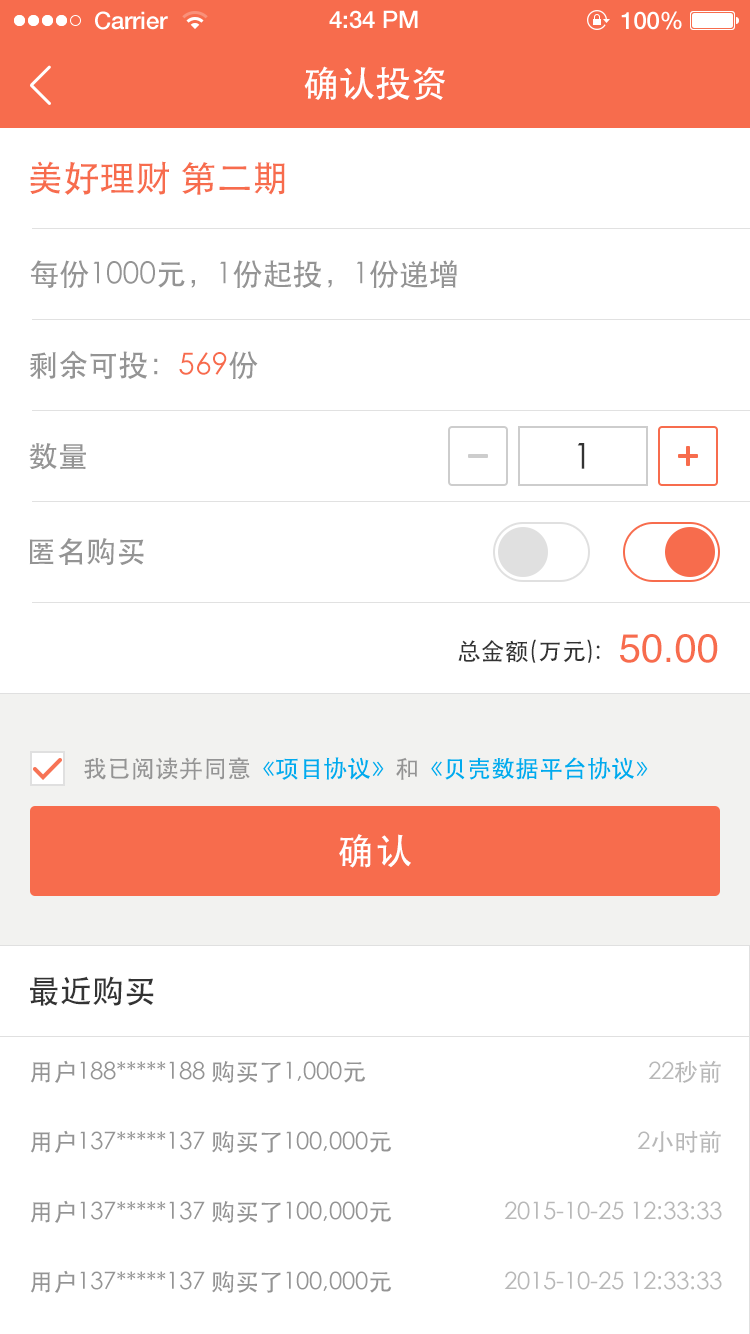 Carrier 4:34 PM 100%
确认投资
美好理财 第二期
每份1000元，1份起投，1份递增
剩余可投：569份
数量 − 1 +
匿名购买
总金额(万元)：50.00
我已阅读并同意《项目协议》和《贝壳数据平台协议》
确认
最近购买
用户188*****188 购买了1,000元 22秒前
用户137*****137 购买了100,000元 2小时前
用户137*****137 购买了100,000元 2015-10-25 12:33:33
用户137*****137 购买了100,000元 2015-10-25 12:33:33